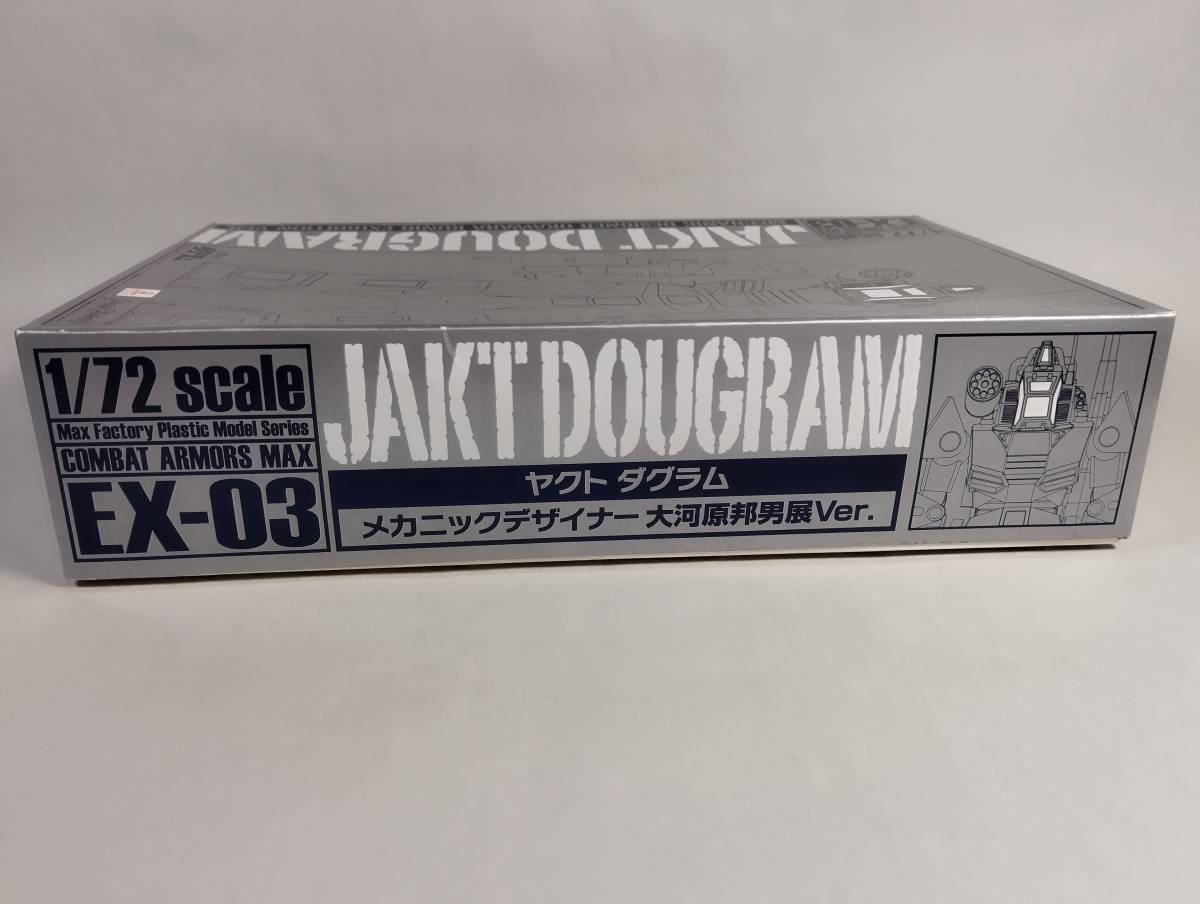 JAKT DOUGRAM
1/72 scale
Max Factory Plastic Model Series
COMBAT ARMORS MAX
EX-03
JAKT DOUGRAM
ヤクト ダグラム
メカニックデザイナー 大河原邦男展Ver.